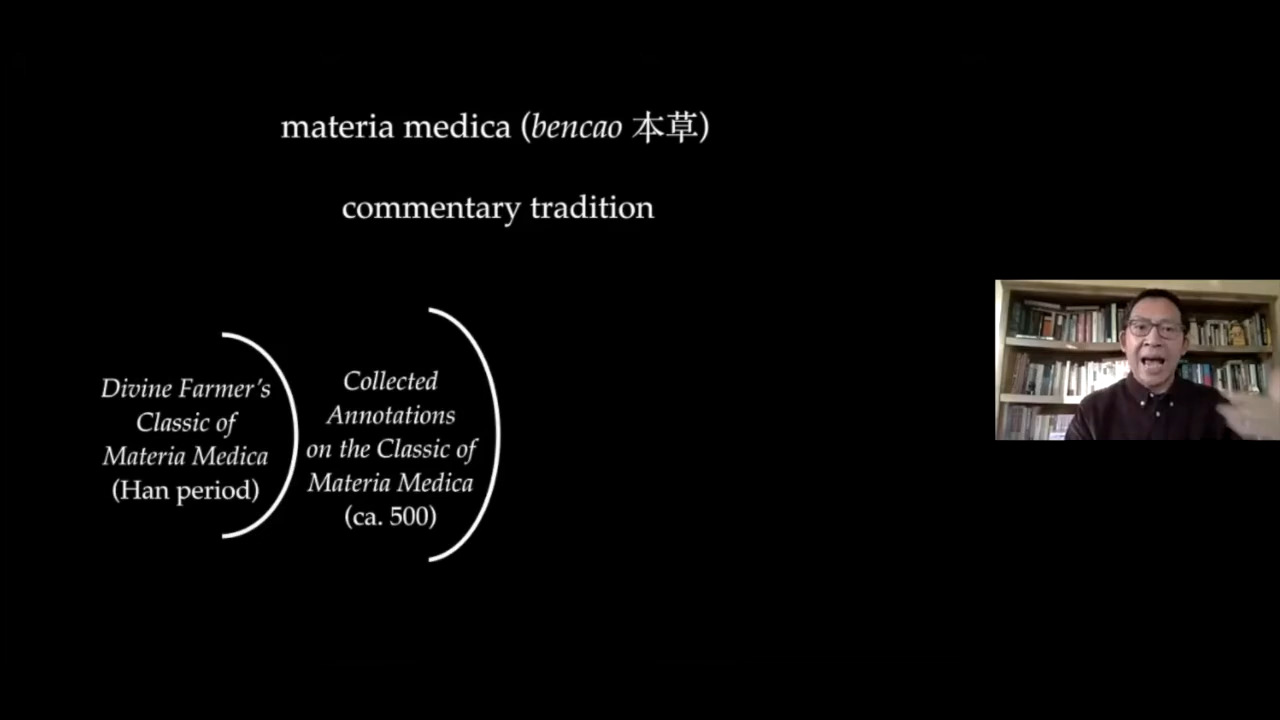 materia medica (bencao 本草)
commentary tradition
Divine Farmer's
Classic of
Materia Medica
(Han period)
Collected
Annotations
on the Classic of
Materia Medica
(ca. 500)